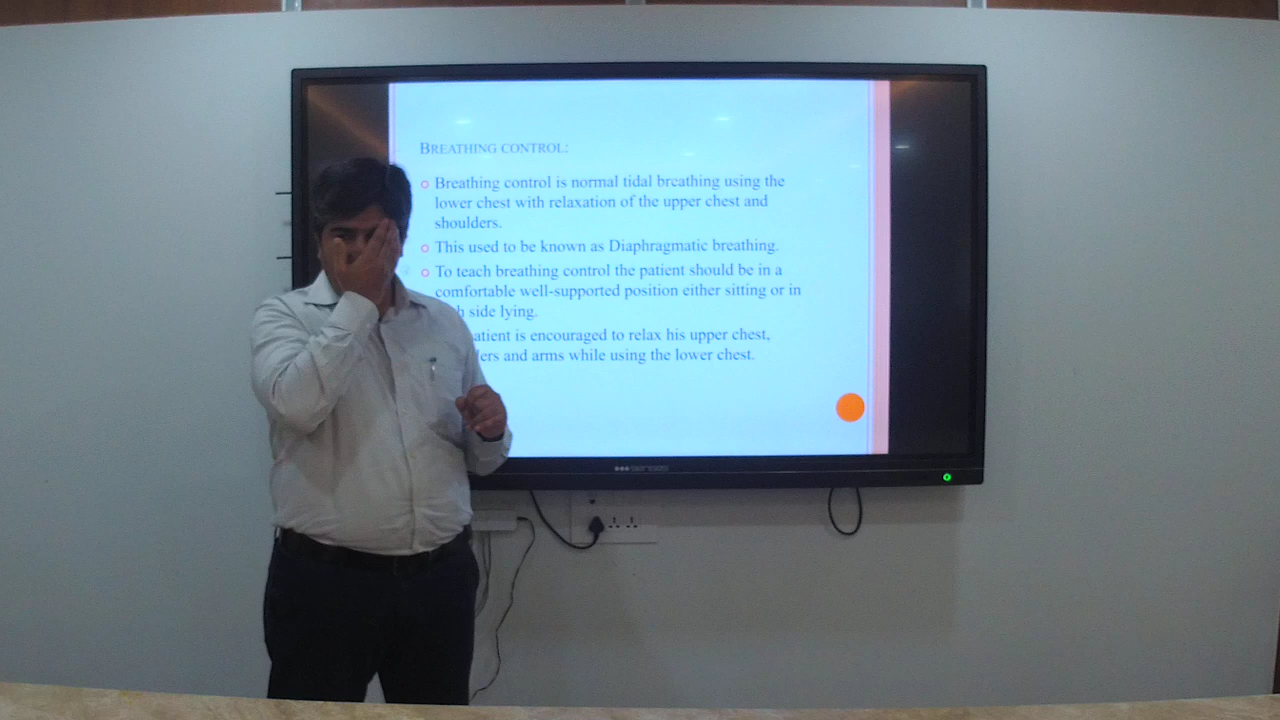 BREATHING CONTROL:
Breathing control is normal tidal breathing using the
lower chest with relaxation of the upper chest and
shoulders.
This used to be known as Diaphragmatic breathing.
To teach breathing control the patient should be in a
comfortable well-supported position either sitting or in
side lying.
is encouraged to relax his upper chest,
and arms while using the lower chest.